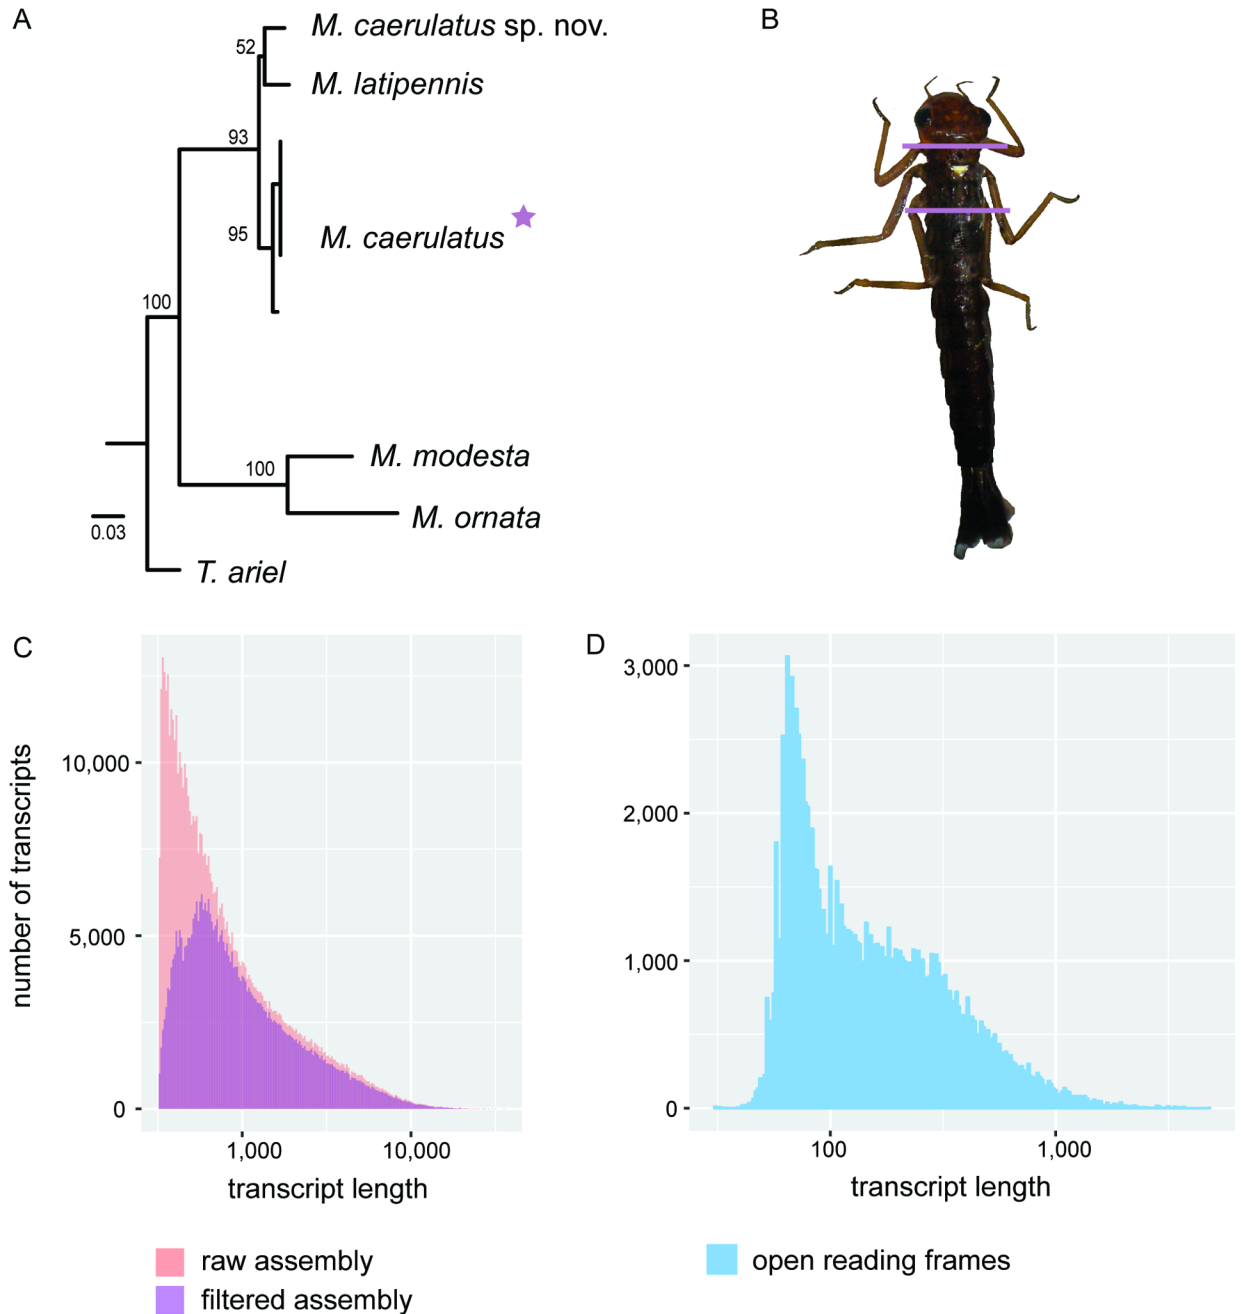 A
B
M. caerulatus sp. nov.
52
M. latipennis
93
95
M. caerulatus
100
100
M. modesta
M. ornata
0.03
T. ariel
C
number of transcripts
10,000
5,000
0
1,000
10,000
transcript length
raw assembly
filtered assembly
D
3,000
2,000
1,000
0
100
1,000
transcript length
open reading frames